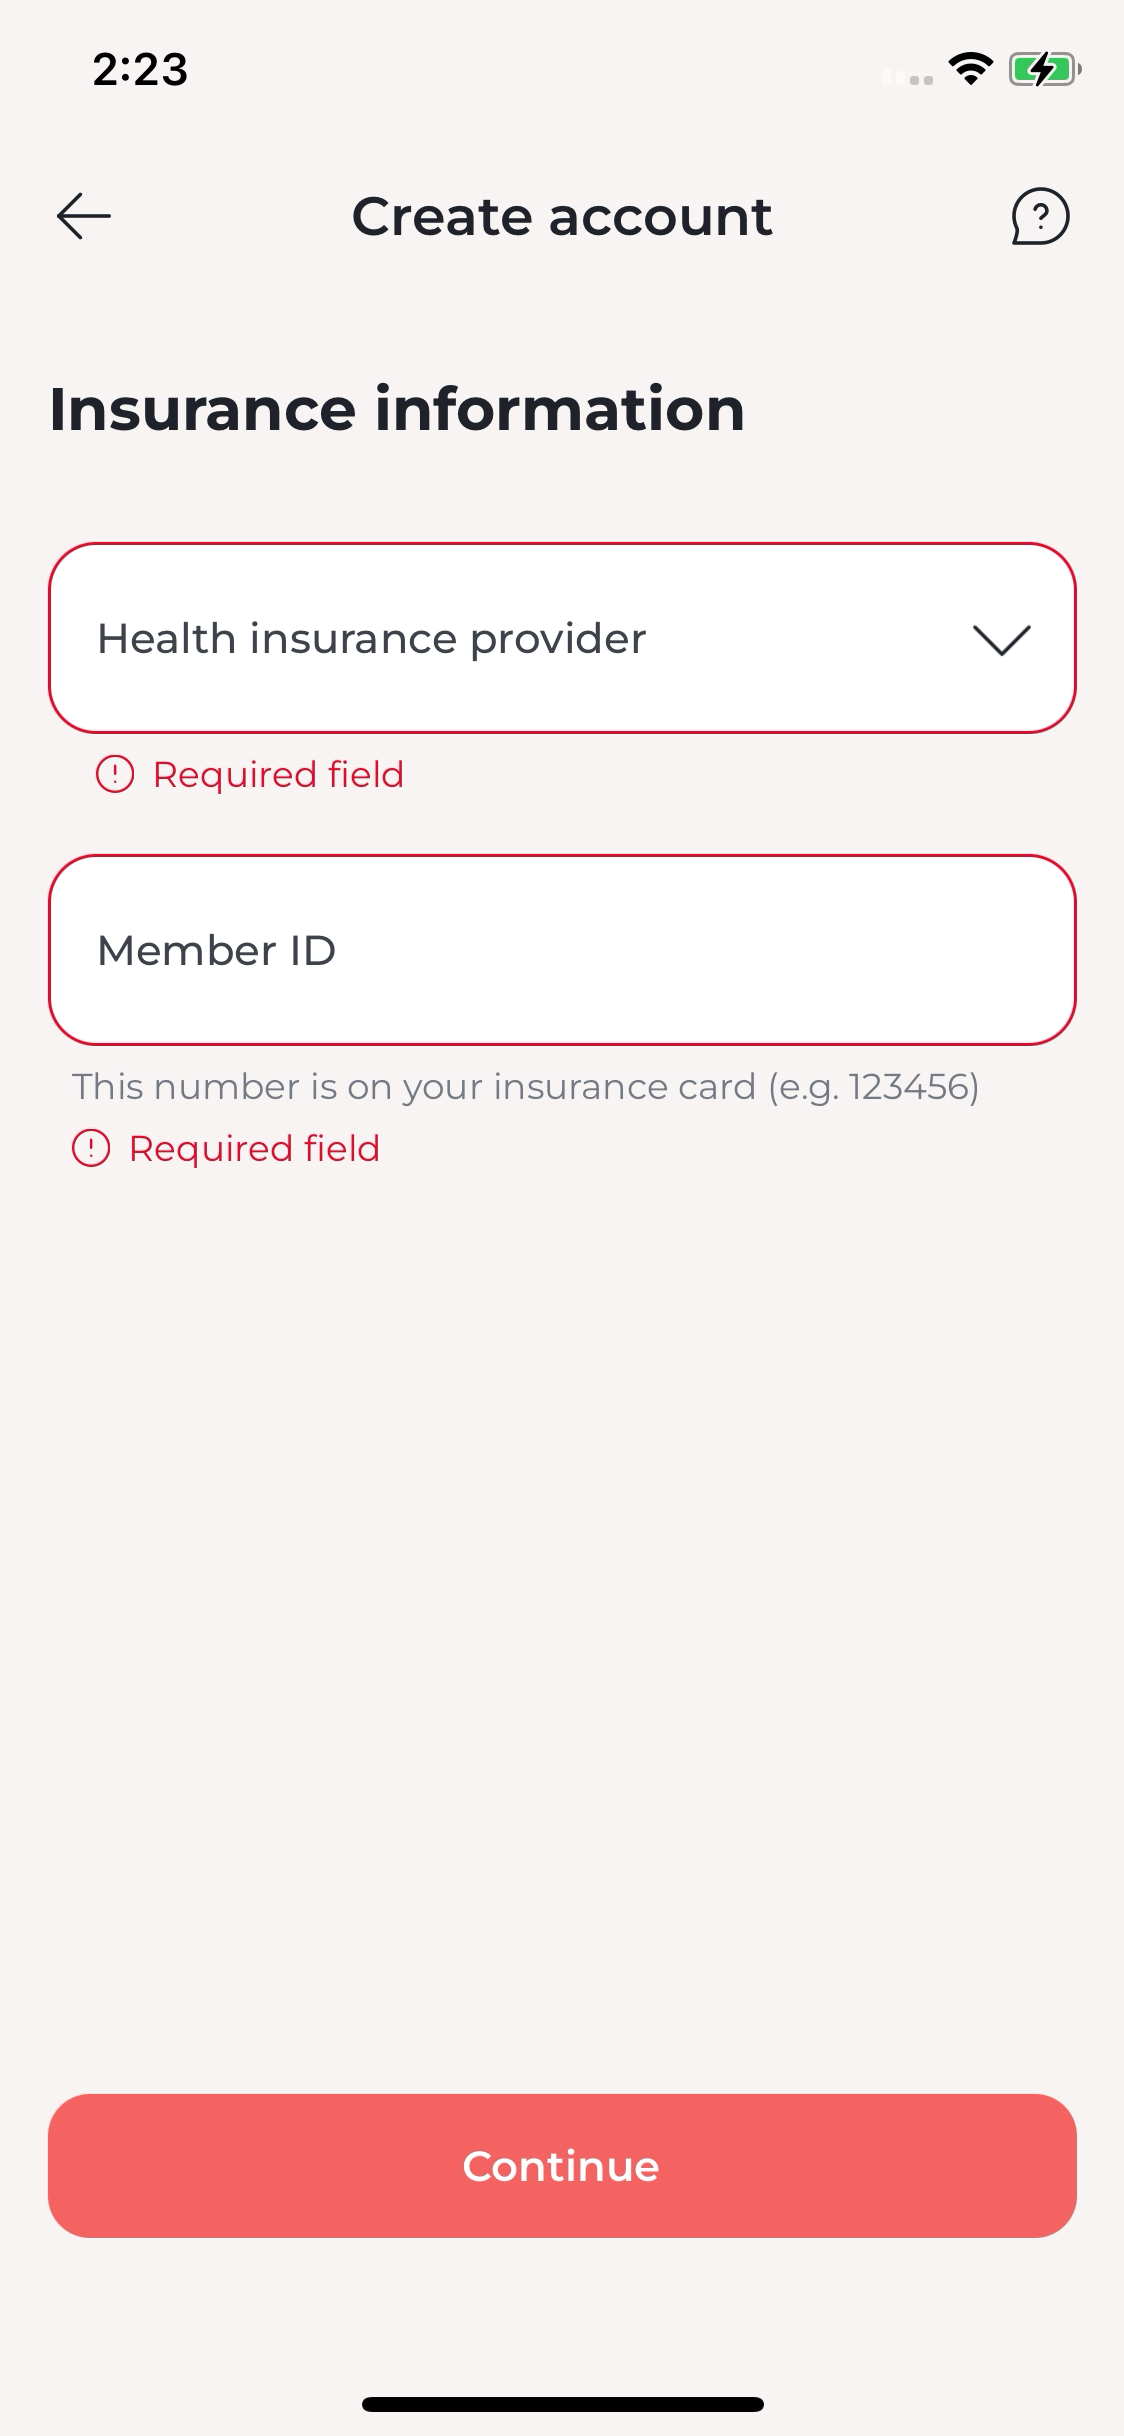 2:23
Create account
Insurance information
Health insurance provider
Required field
Member ID
This number is on your insurance card (e.g. 123456)
Required field
Continue